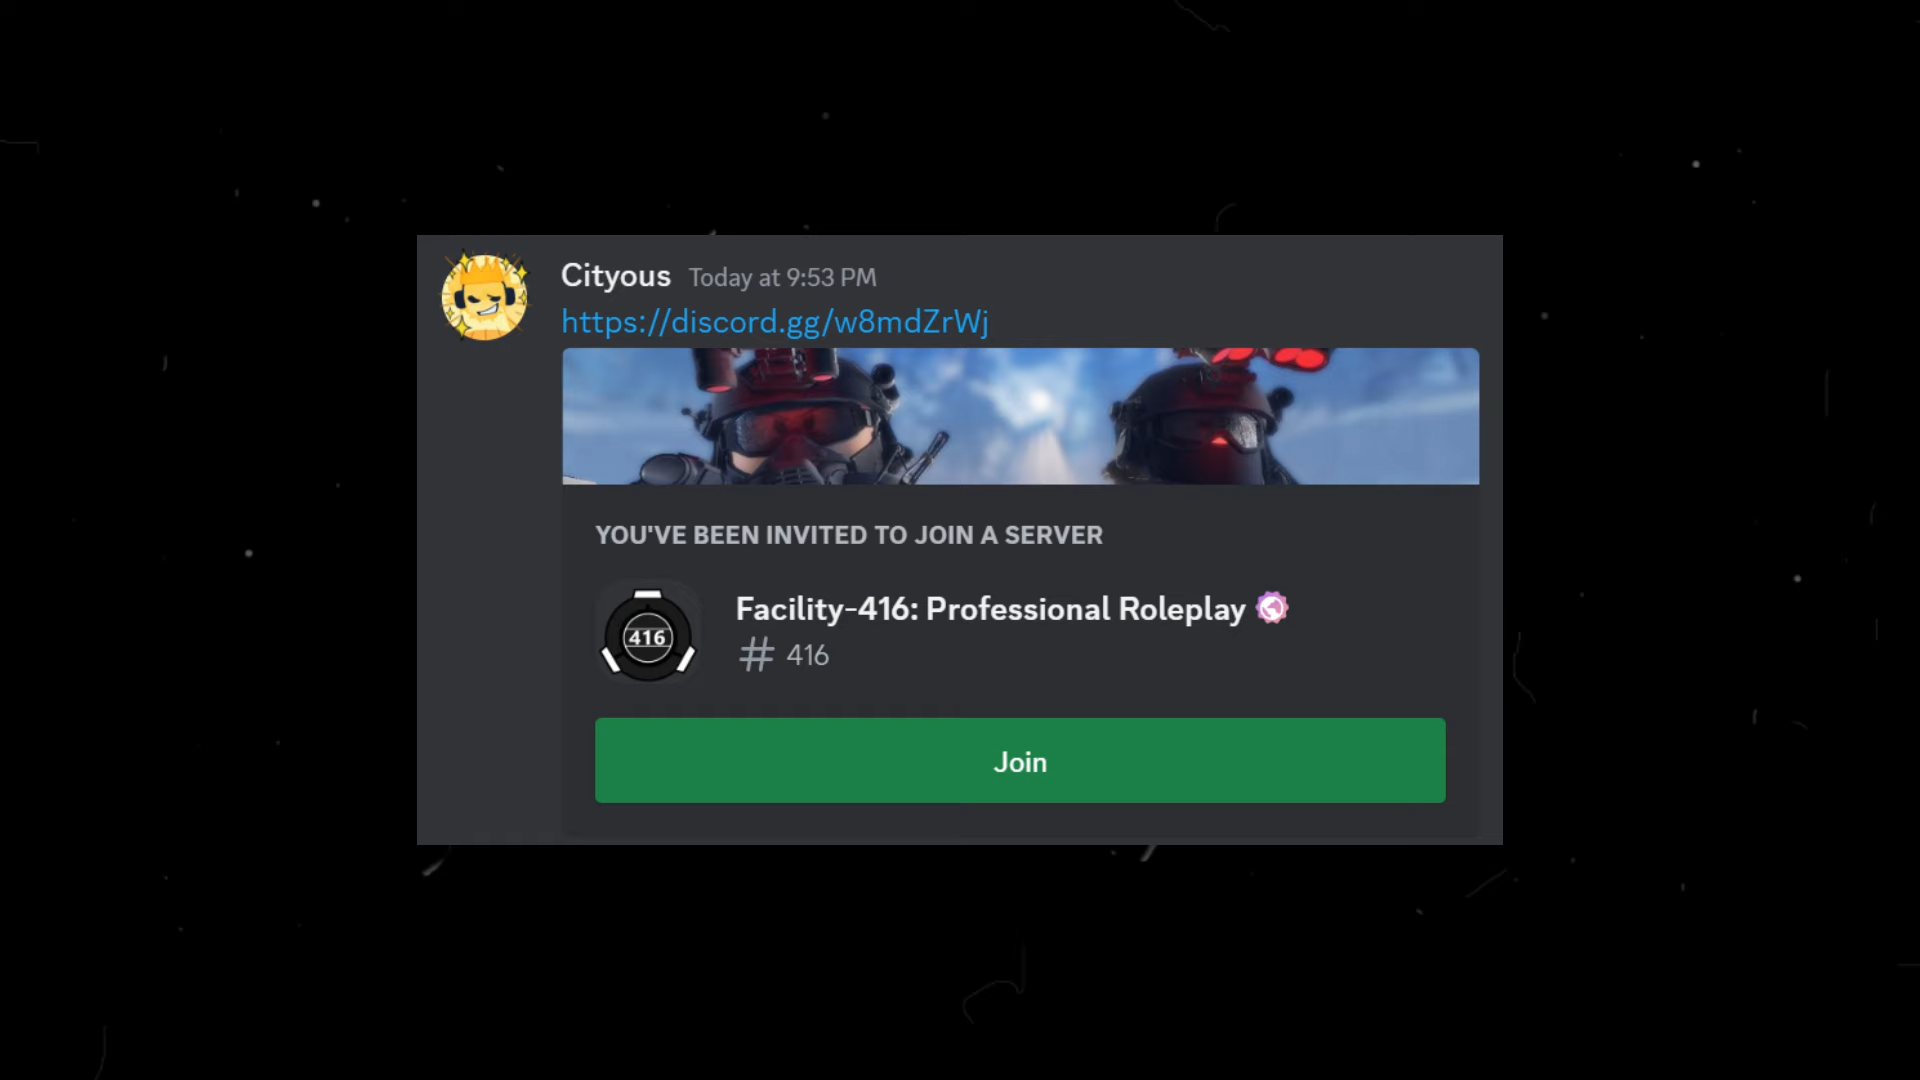 Cityous Today at 9:53 PM
https://discord.gg/w8mdZrWj
YOU'VE BEEN INVITED TO JOIN A SERVER
416
Facility-416: Professional Roleplay
# 416
Join